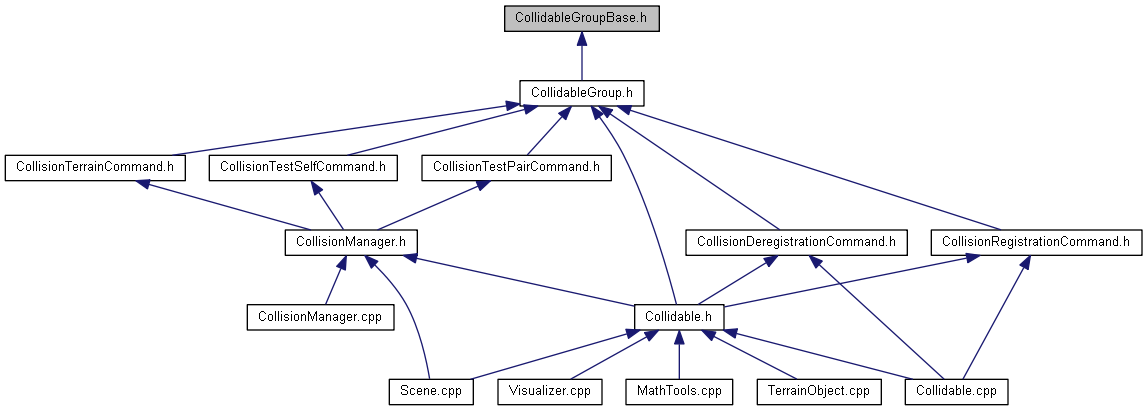 CollidableGroupBase.h
CollidableGroup.h
CollisionTerrainCommand.h
CollisionTestSelfCommand.h
CollisionTestPairCommand.h
CollisionManager.h
CollisionDeregistrationCommand.h
CollisionRegistrationCommand.h
CollisionManager.cpp
Collidable.h
Scene.cpp
Visualizer.cpp
MathTools.cpp
TerrainObject.cpp
Collidable.cpp